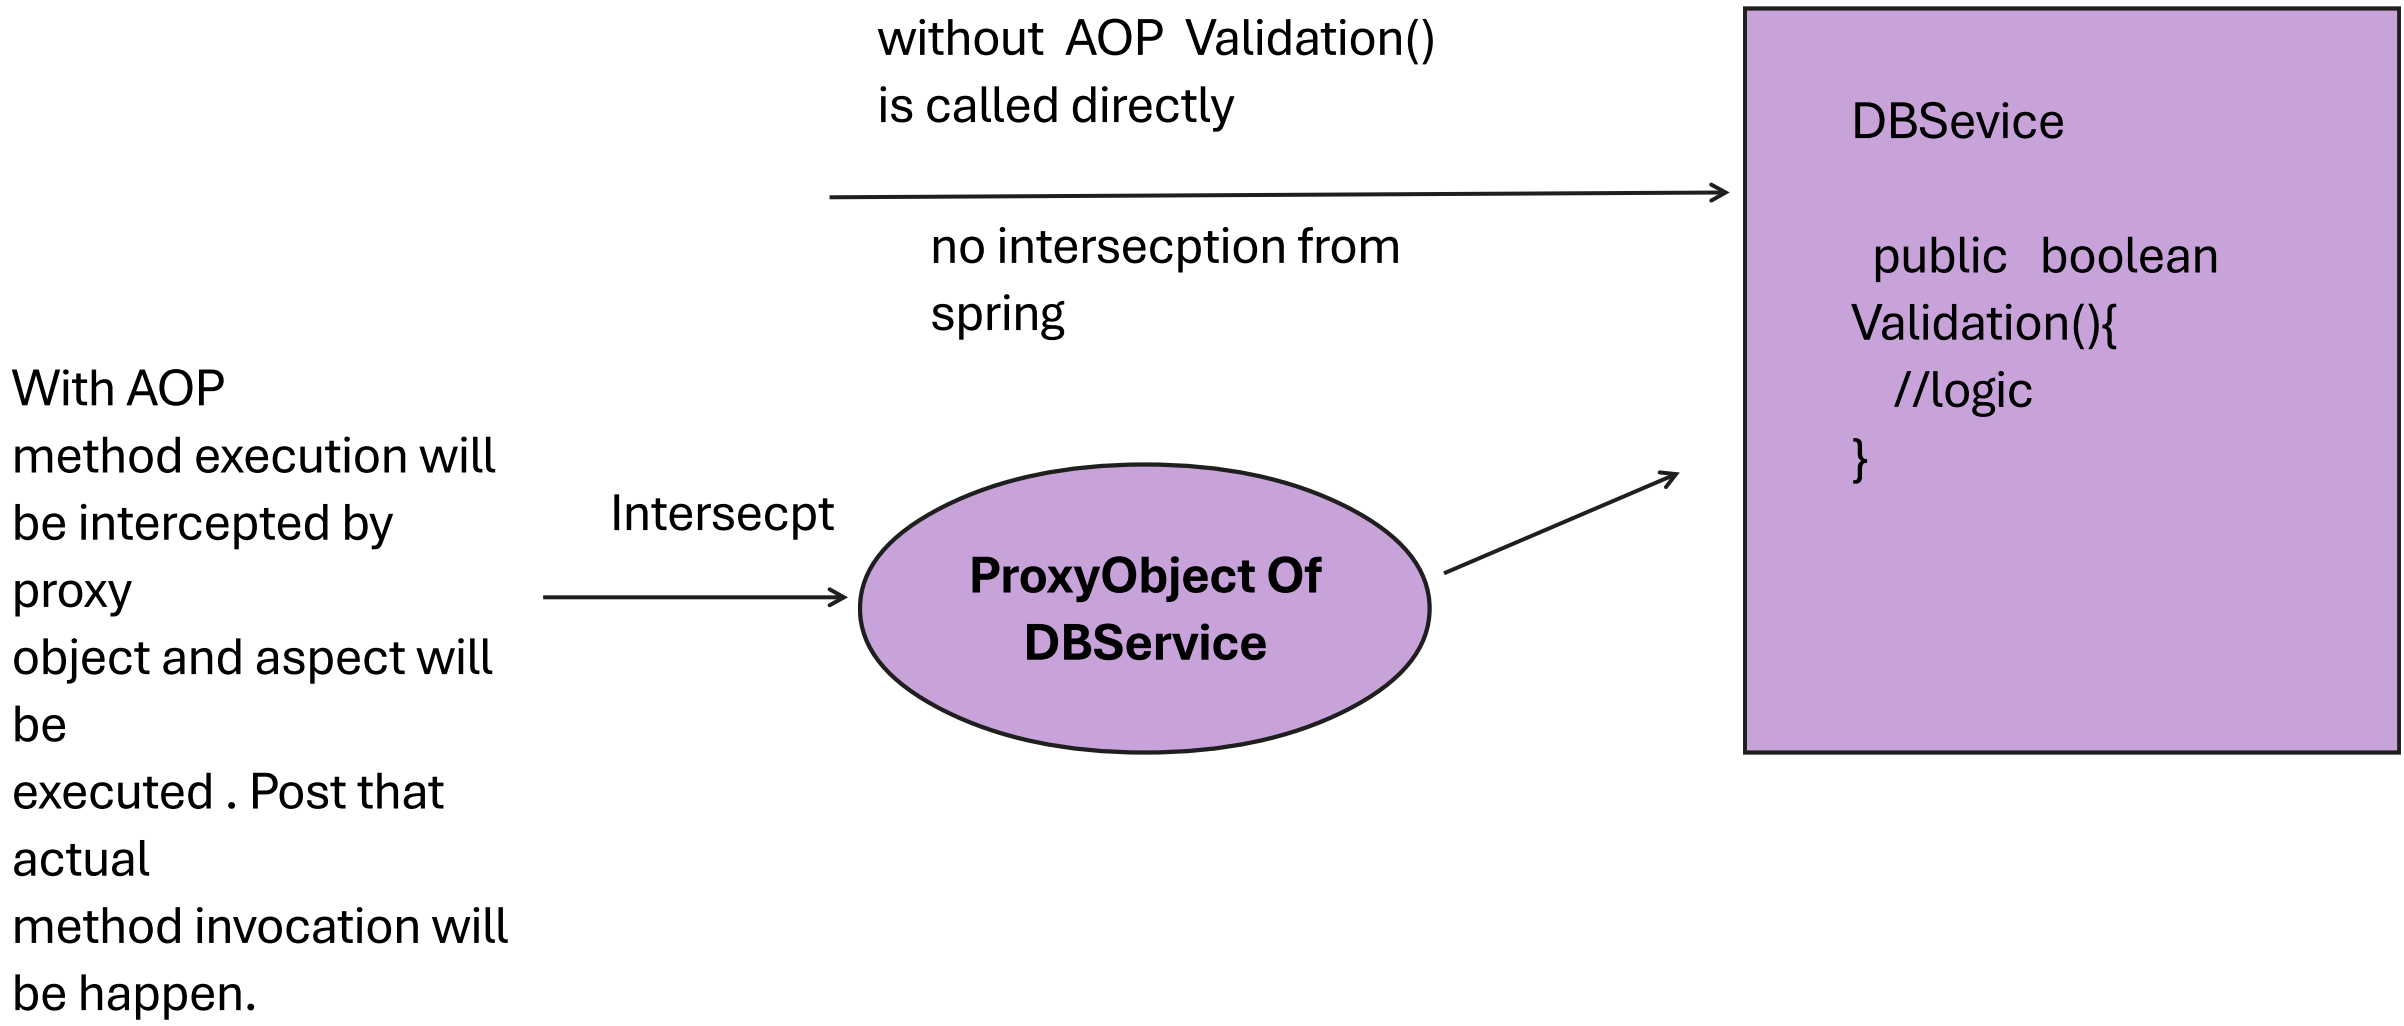 without AOP Validation()
is called directly
no intersecption from
spring
DBSevice
public boolean
Validation(){
//logic
}
With AOP
method execution will
be intercepted by
proxy
object and aspect will
be
executed . Post that
actual
method invocation will
be happen.
Intersecpt
ProxyObject Of
DBService